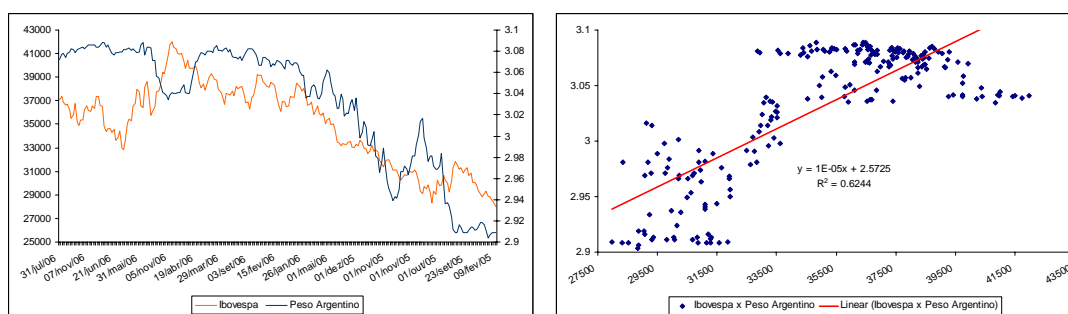 43000
41000
39000
37000
35000
33000
31000
29000
27000
25000
3.1
3.08
3.06
3.04
3.02
3
2.98
2.96
2.94
2.92
2.9
31/jul/06
07/nov/06
21/jun/06
31/mai/06
05/nov/06
19/abr/06
29/mar/06
03/set/06
15/fev/06
26/jan/06
01/mai/06
01/dez/05
01/nov/05
01/nov/05
01/out/05
23/set/05
09/fev/05
Ibovespa Peso Argentino
3.1
3.05
3
2.95
2.9
y = 1E-05x + 2.5725
R² = 0.6244
27500
29500
31500
33500
35500
37500
39500
41500
43500
Ibovespa x Peso Argentino Linear (Ibovespa x Peso Argentino)